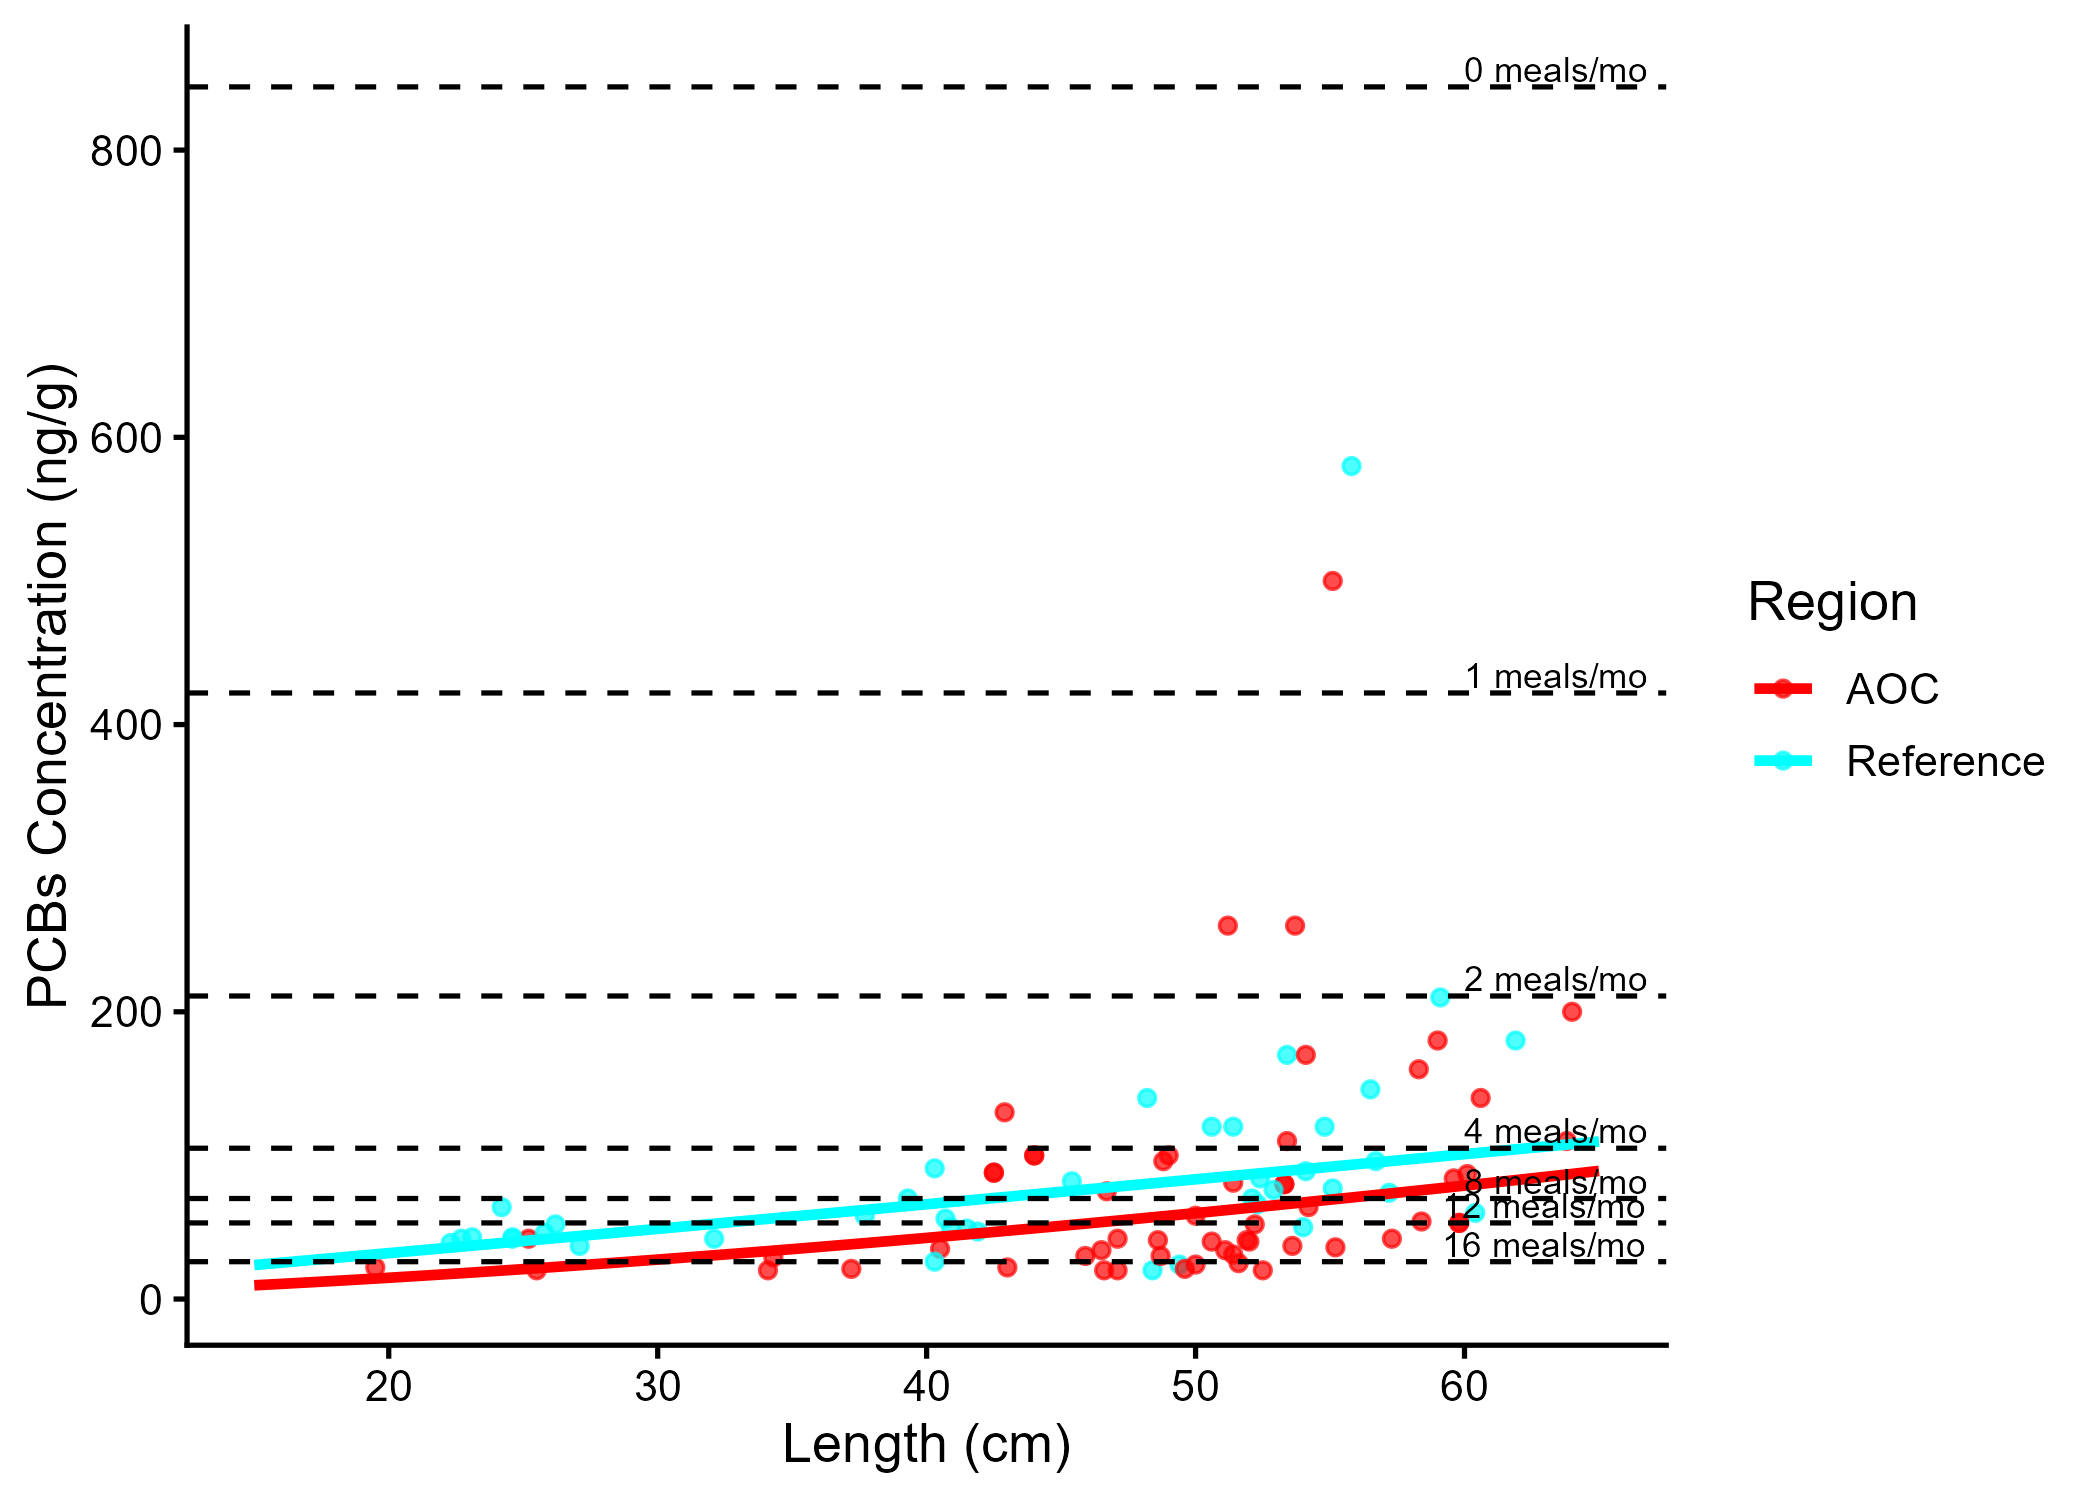 0 meals/mo
800
600
1 meals/mo
400
2 meals/mo
200
4 meals/mo
8 meals/mo
12 meals/mo
16 meals/mo
0
20
30
40
50
60
Length (cm)
PCBs Concentration (ng/g)
Region
AOC
Reference